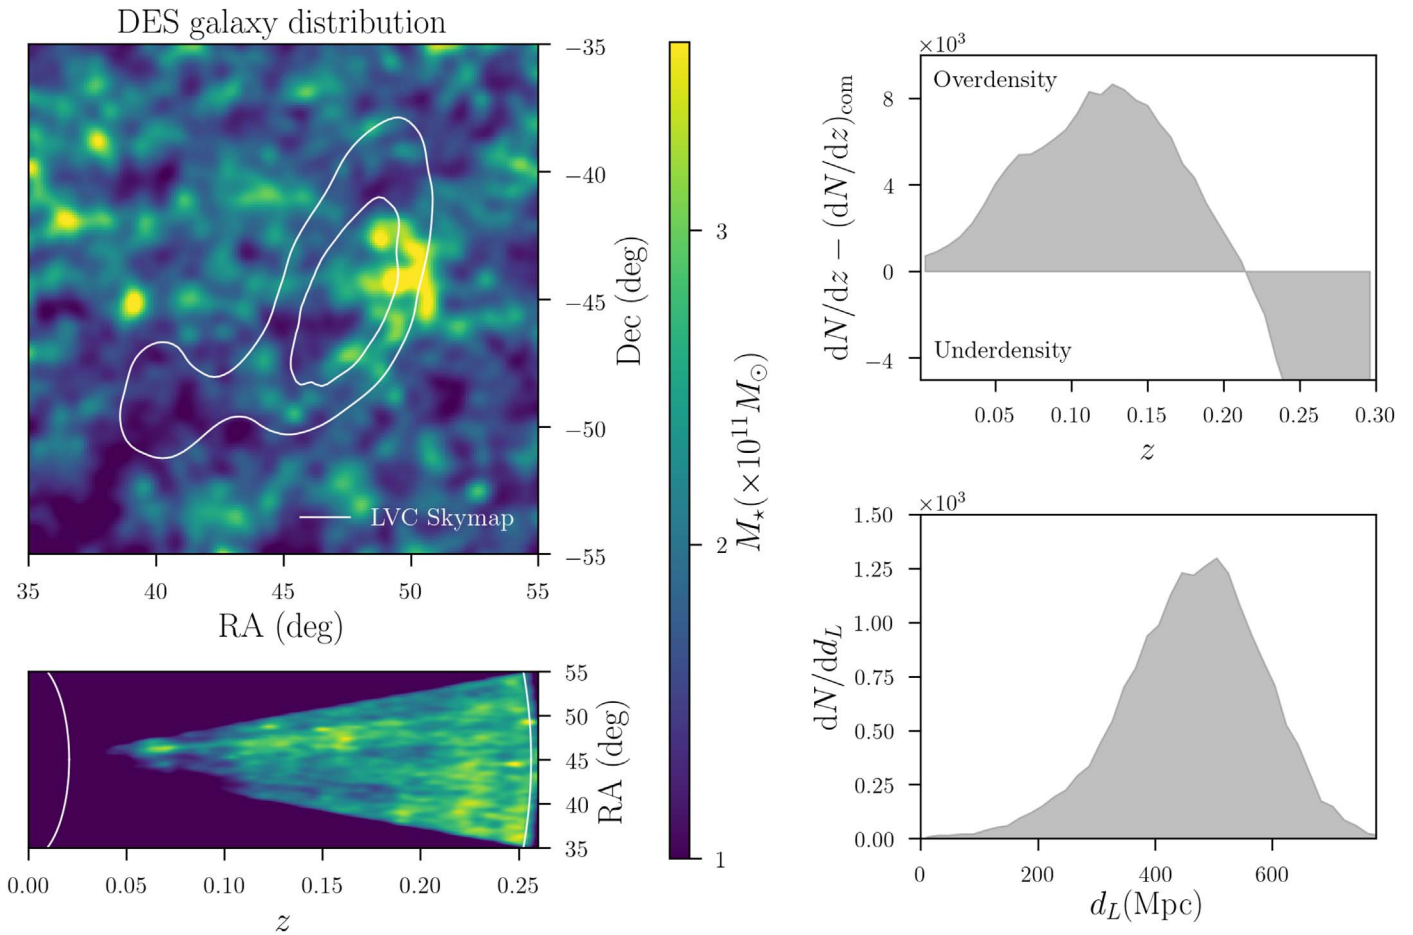 DES galaxy distribution
−35
−40
−45
−50
−55
Dec (deg)
LVC Skymap
35 40 45 50 55
RA (deg)
3
2
1
M⋆(×10¹¹M⊙)
55
50
45
40
35
RA (deg)
0.00 0.05 0.10 0.15 0.20 0.25
z
×10³
Overdensity
8
4
0
−4
Underdensity
dN/dz − (dN/dz)com
0.05 0.10 0.15 0.20 0.25 0.30
z
×10³
1.50
1.25
1.00
0.75
0.50
0.25
0.00
dN/ddL
0 200 400 600
dL(Mpc)